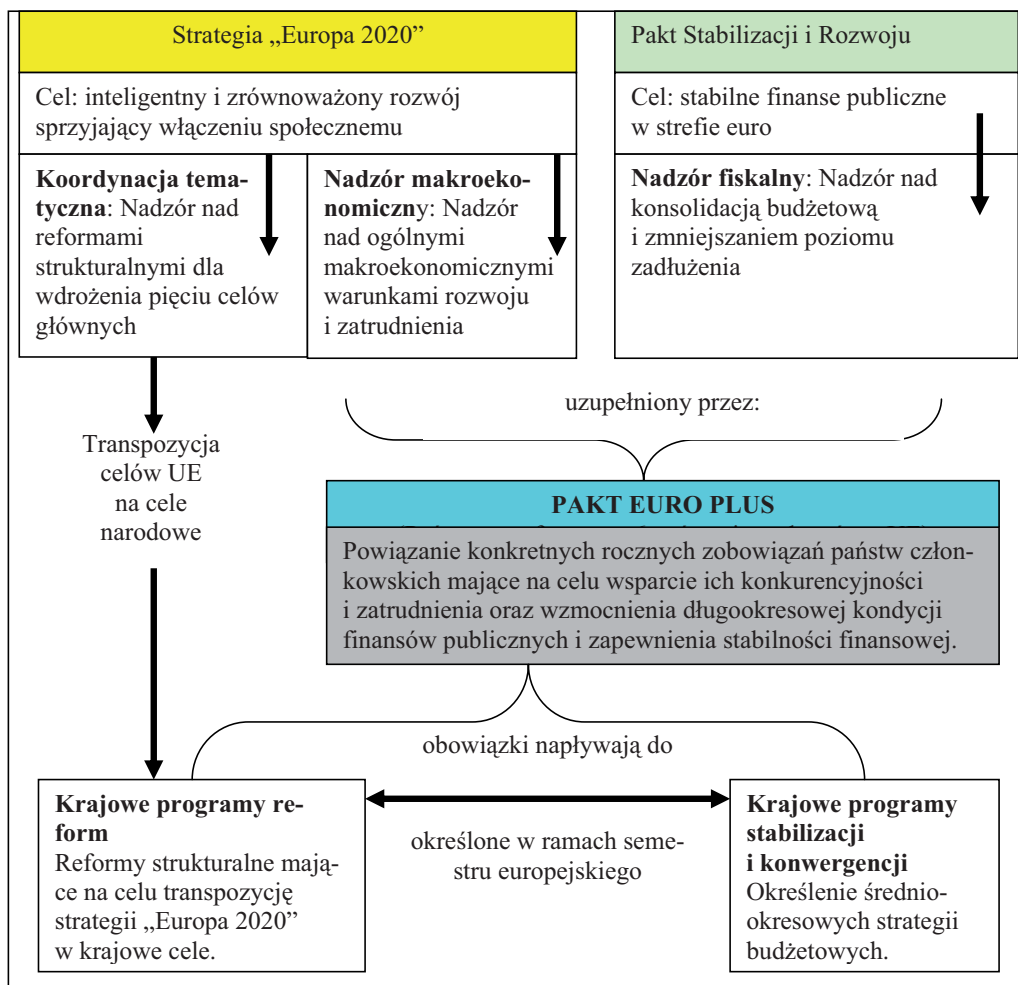 Strategia „Europa 2020”
Pakt Stabilizacji i Rozwoju
Cel: inteligentny i zrównoważony rozwój
sprzyjający włączeniu społecznemu
Cel: stabilne finanse publiczne
w strefie euro
Koordynacja tema-
tyczna: Nadzór nad
reformami
strukturalnymi dla
wdrożenia pięciu celów
głównych
Nadzór makroeko-
nomiczny: Nadzór
nad ogólnymi
makroekonomicznymi
warunkami rozwoju
i zatrudnienia
Nadzór fiskalny: Nadzór nad
konsolidacją budżetową
i zmniejszaniem poziomu
zadłużenia
uzupełniony przez:
Transpozycja
celów UE
na cele
narodowe
PAKT EURO PLUS
Powiązanie konkretnych rocznych zobowiązań państw człon-
kowskich mające na celu wsparcie ich konkurencyjności
i zatrudnienia oraz wzmocnienia długookresowej kondycji
finansów publicznych i zapewnienia stabilności finansowej.
obowiązki napływają do
Krajowe programy re-
form
Reformy strukturalne mają-
ce na celu transpozycję
strategii „Europa 2020”
w krajowe cele.
określone w ramach seme-
stru europejskiego
Krajowe programy
stabilizacji
i konwergencji
Określenie średnio-
okresowych strategii
budżetowych.